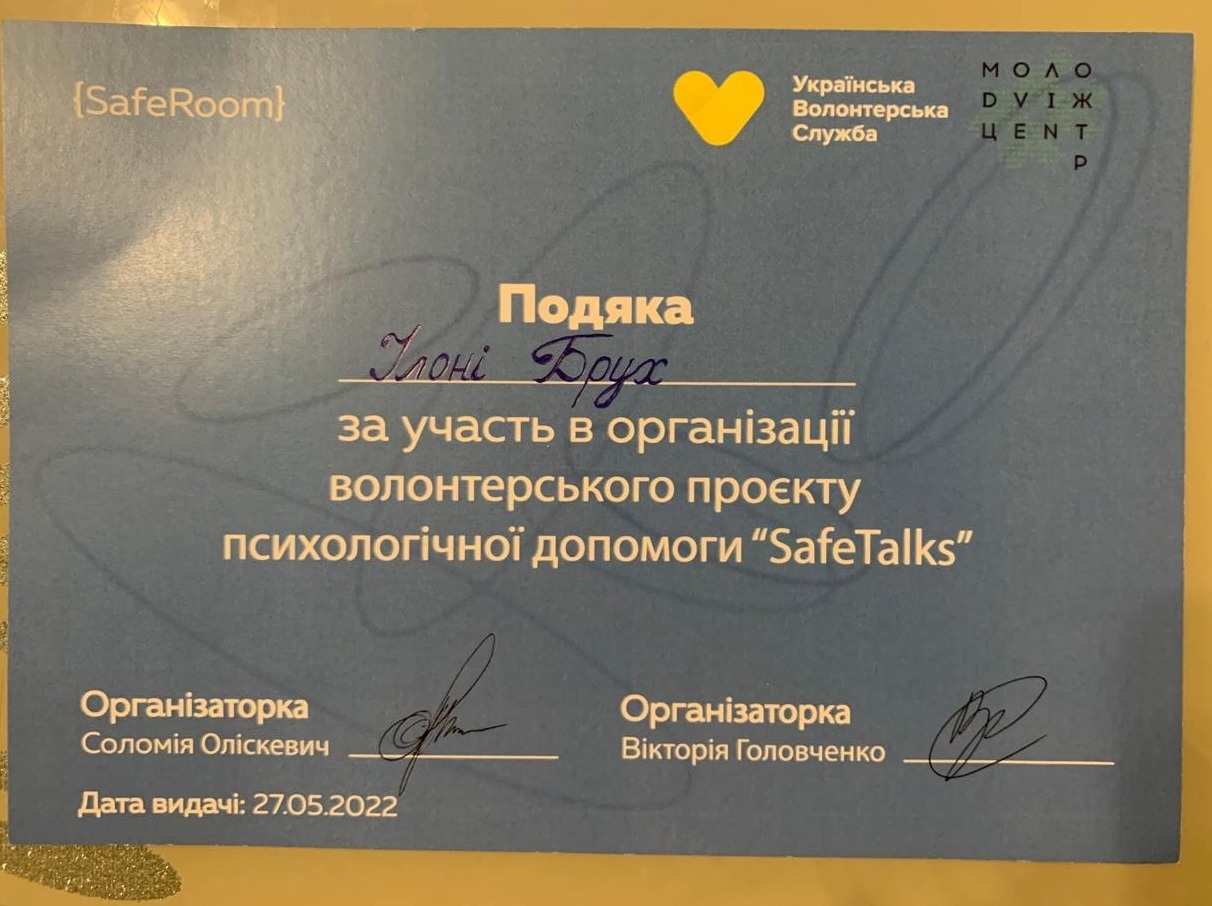 {SafeRoom}
Українська
Волонтерська
Служба
МОЛО
DVIЖ
ЦЕNТ
Р
Подяка
Ілоні Брух
за участь в організації
волонтерського проєкту
психологічної допомоги “SafeTalks”
Організаторка
Соломія Оліскевич
Організаторка
Вікторія Головченко
Дата видачі: 27.05.2022